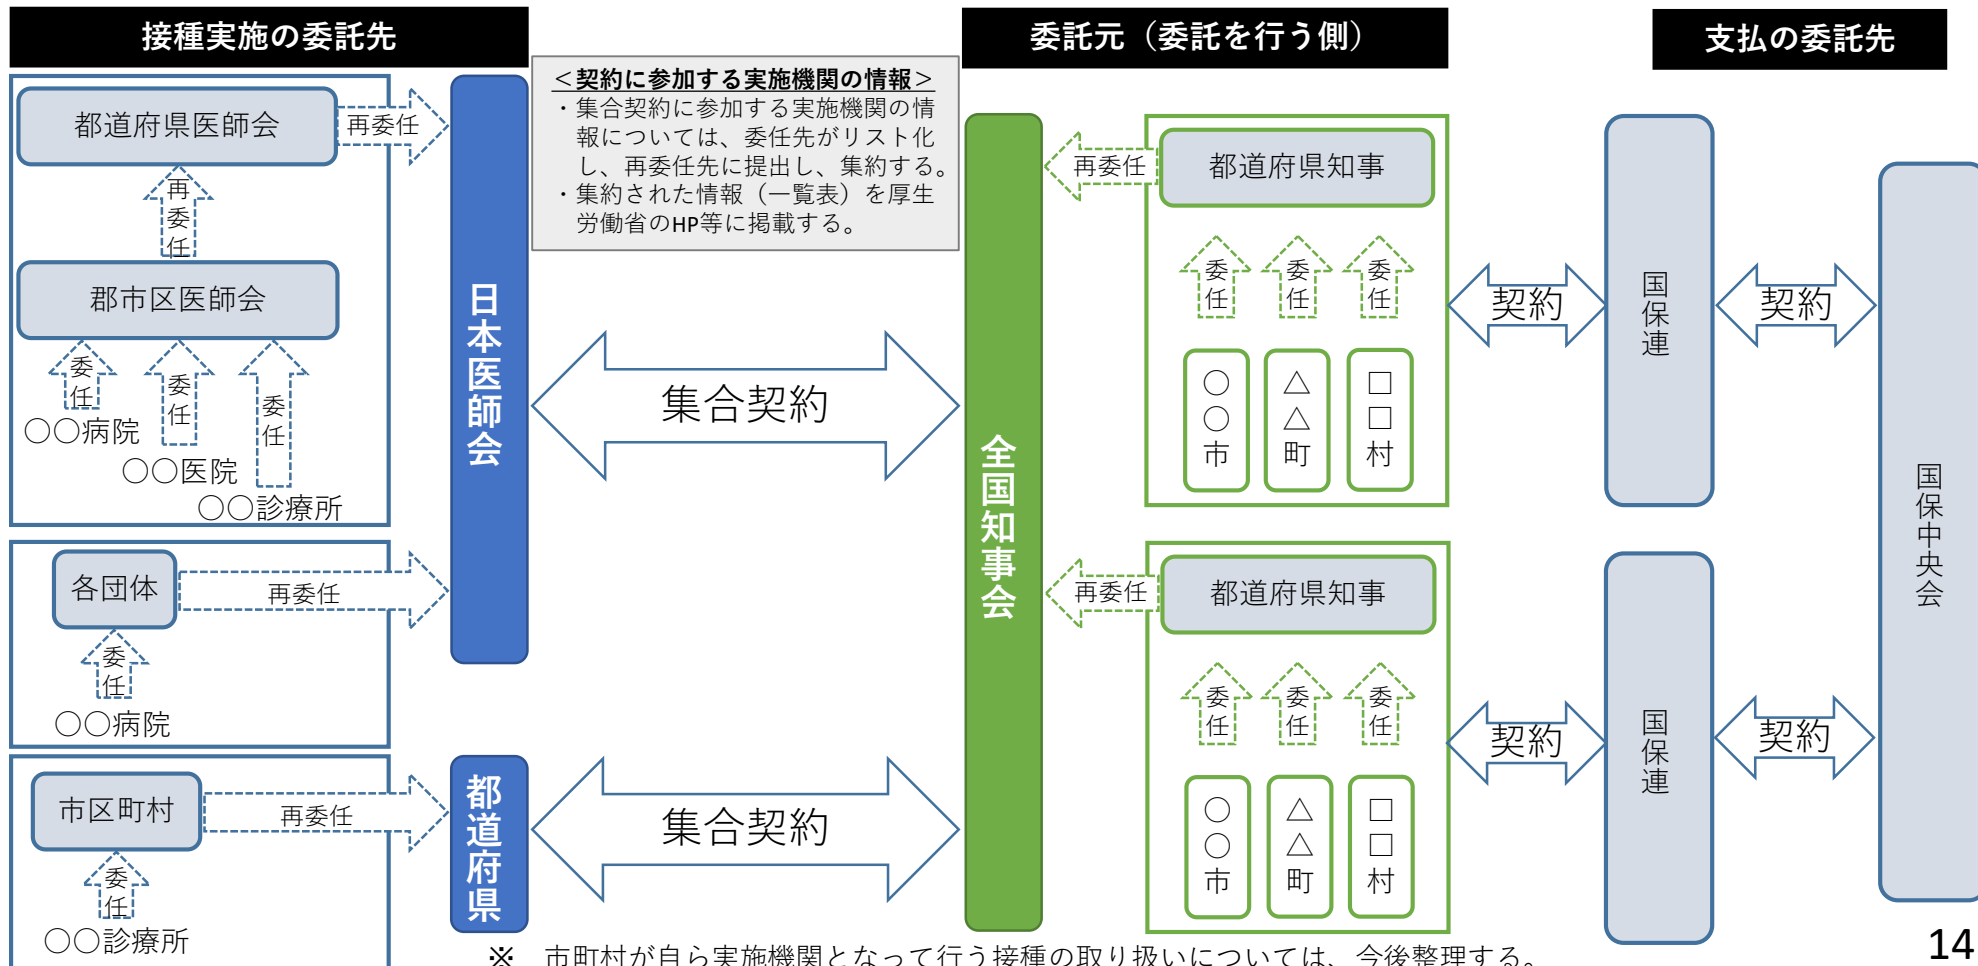 接種実施の委託先
委託元（委託を行う側）
支払の委託先
都道府県医師会
再委任
再委任
郡市区医師会
委任
委任
委任
〇〇病院
〇〇医院
〇〇診療所
各団体
再委任
委任
〇〇病院
市区町村
再委任
委任
〇〇診療所
日本医師会
都道府県
＜契約に参加する実施機関の情報＞
・集合契約に参加する実施機関の情
報については、委任先がリスト化
し、再委任先に提出し、集約する。
・集約された情報（一覧表）を厚生
労働省のHP等に掲載する。
集合契約
集合契約
全国知事会
再委任
都道府県知事
委任
委任
委任
〇〇市
△△町
□□村
再委任
都道府県知事
委任
委任
委任
〇〇市
△△町
□□村
契約
契約
国保連
国保連
契約
契約
国保中央会
※　市町村が自ら実施機関となって行う接種の取り扱いについては、今後整理する。
14